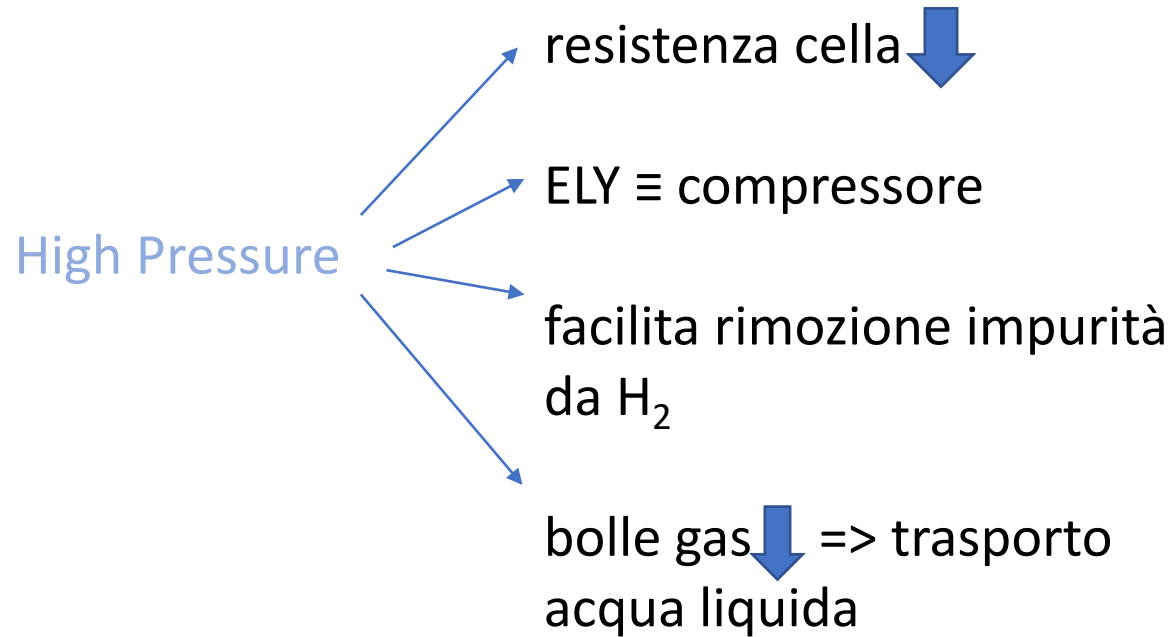 resistenza cella
ELY ≡ compressore
High Pressure
facilita rimozione impurità
da H₂
bolle gas => trasporto
acqua liquida